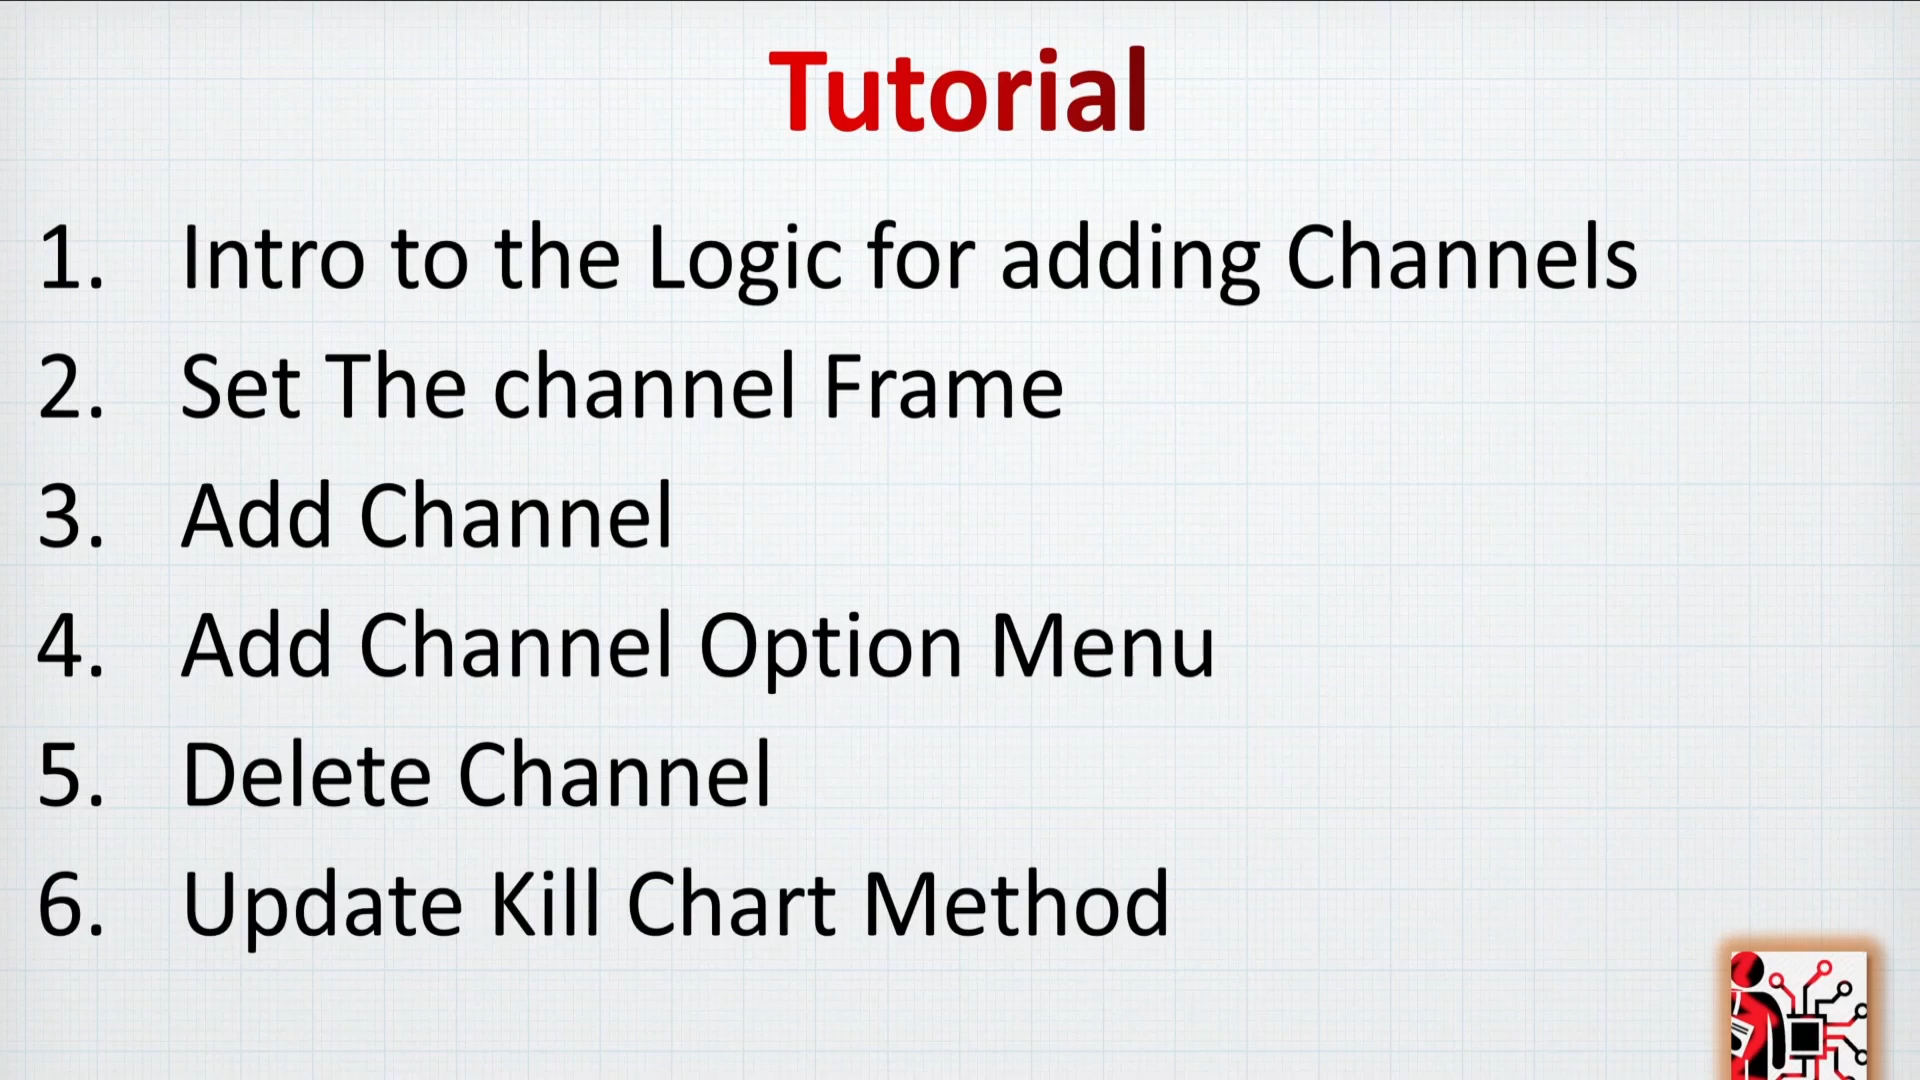 Tutorial
1. Intro to the Logic for adding Channels
2. Set The channel Frame
3. Add Channel
4. Add Channel Option Menu
5. Delete Channel
6. Update Kill Chart Method